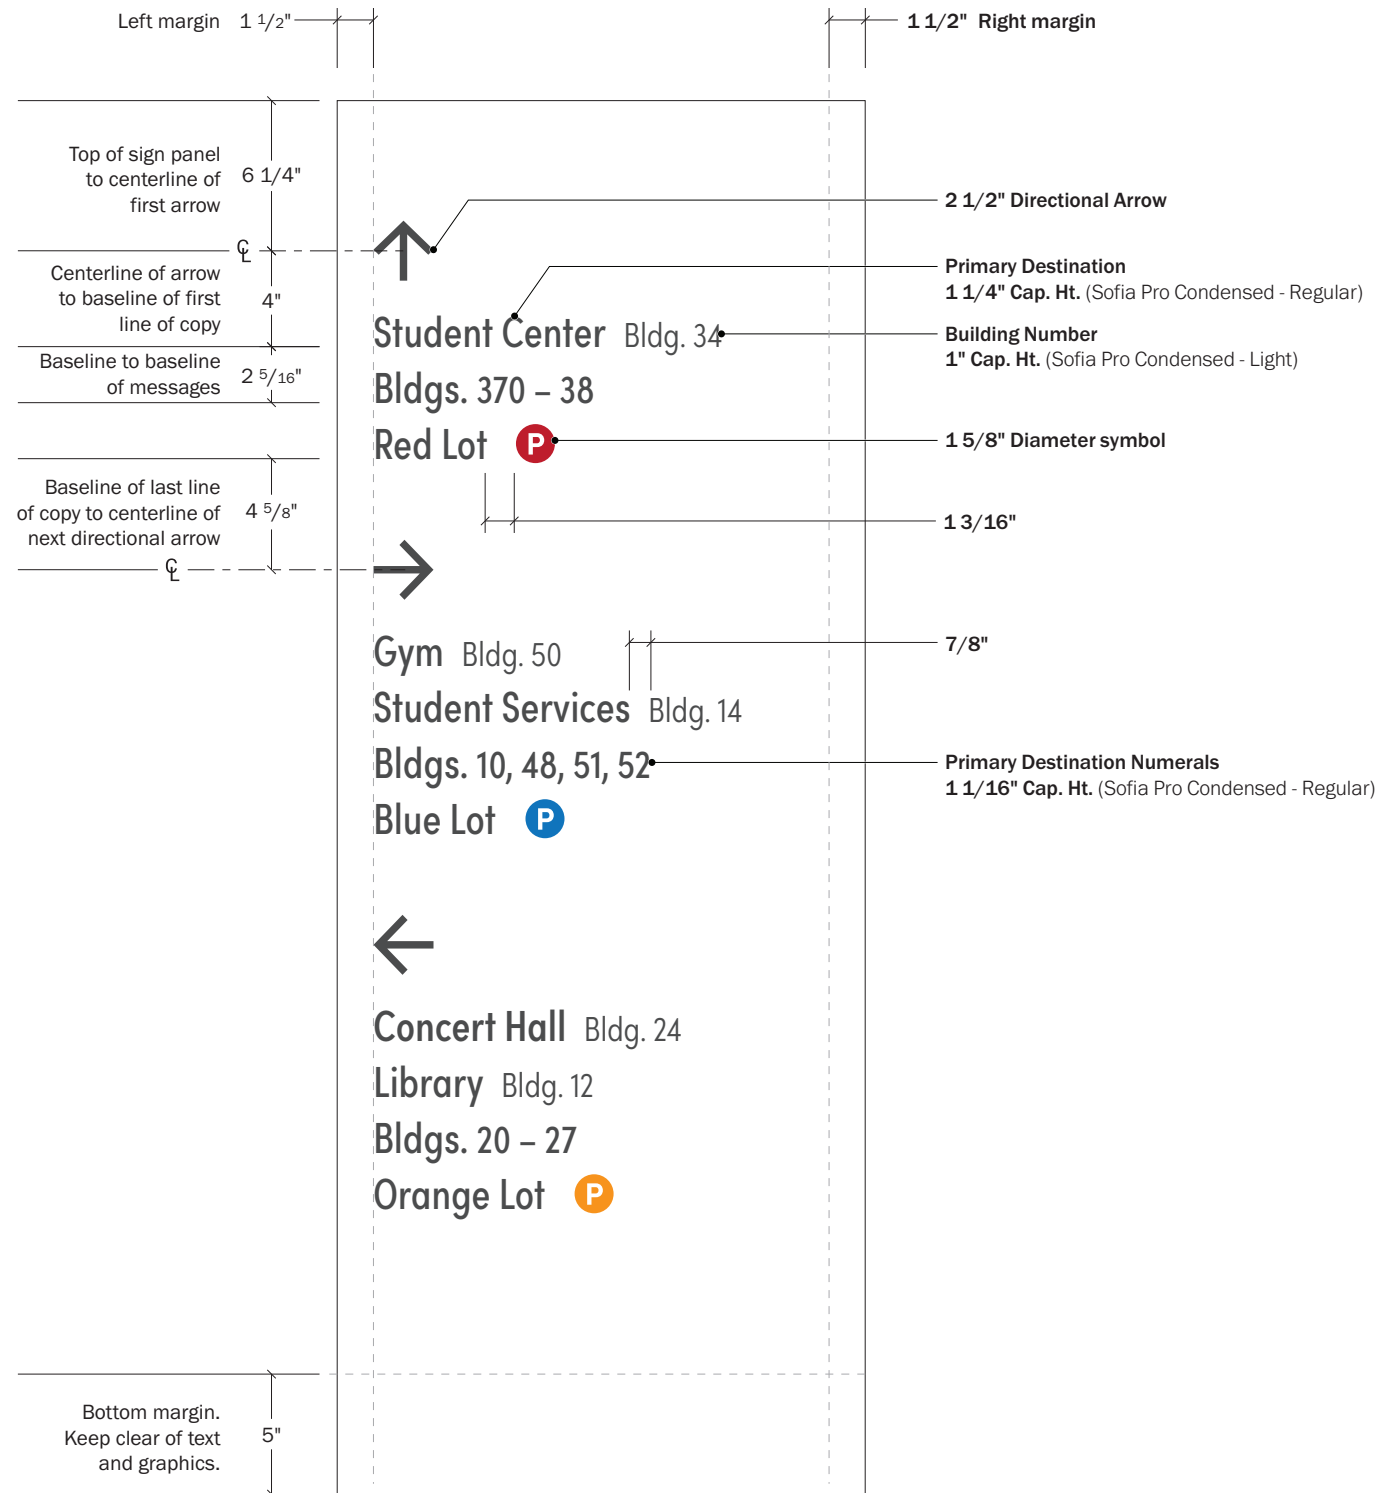 Left margin 1 1/2"
1 1/2" Right margin
Top of sign panel
to centerline of
first arrow
6 1/4"
2 1/2" Directional Arrow
CL
Centerline of arrow
to baseline of first
line of copy
4"
Primary Destination
1 1/4" Cap. Ht. (Sofia Pro Condensed - Regular)
Student Center Bldg. 34
Building Number
1" Cap. Ht. (Sofia Pro Condensed - Light)
Baseline to baseline
of messages
2 5/16"
Bldgs. 370 – 38
Red Lot P
1 5/8" Diameter symbol
Baseline of last line
of copy to centerline of
next directional arrow
4 5/8"
1 3/16"
CL
7/8"
Gym Bldg. 50
Student Services Bldg. 14
Bldgs. 10, 48, 51, 52
Primary Destination Numerals
1 1/16" Cap. Ht. (Sofia Pro Condensed - Regular)
Blue Lot P
Concert Hall Bldg. 24
Library Bldg. 12
Bldgs. 20 – 27
Orange Lot P
Bottom margin.
Keep clear of text
and graphics.
5"